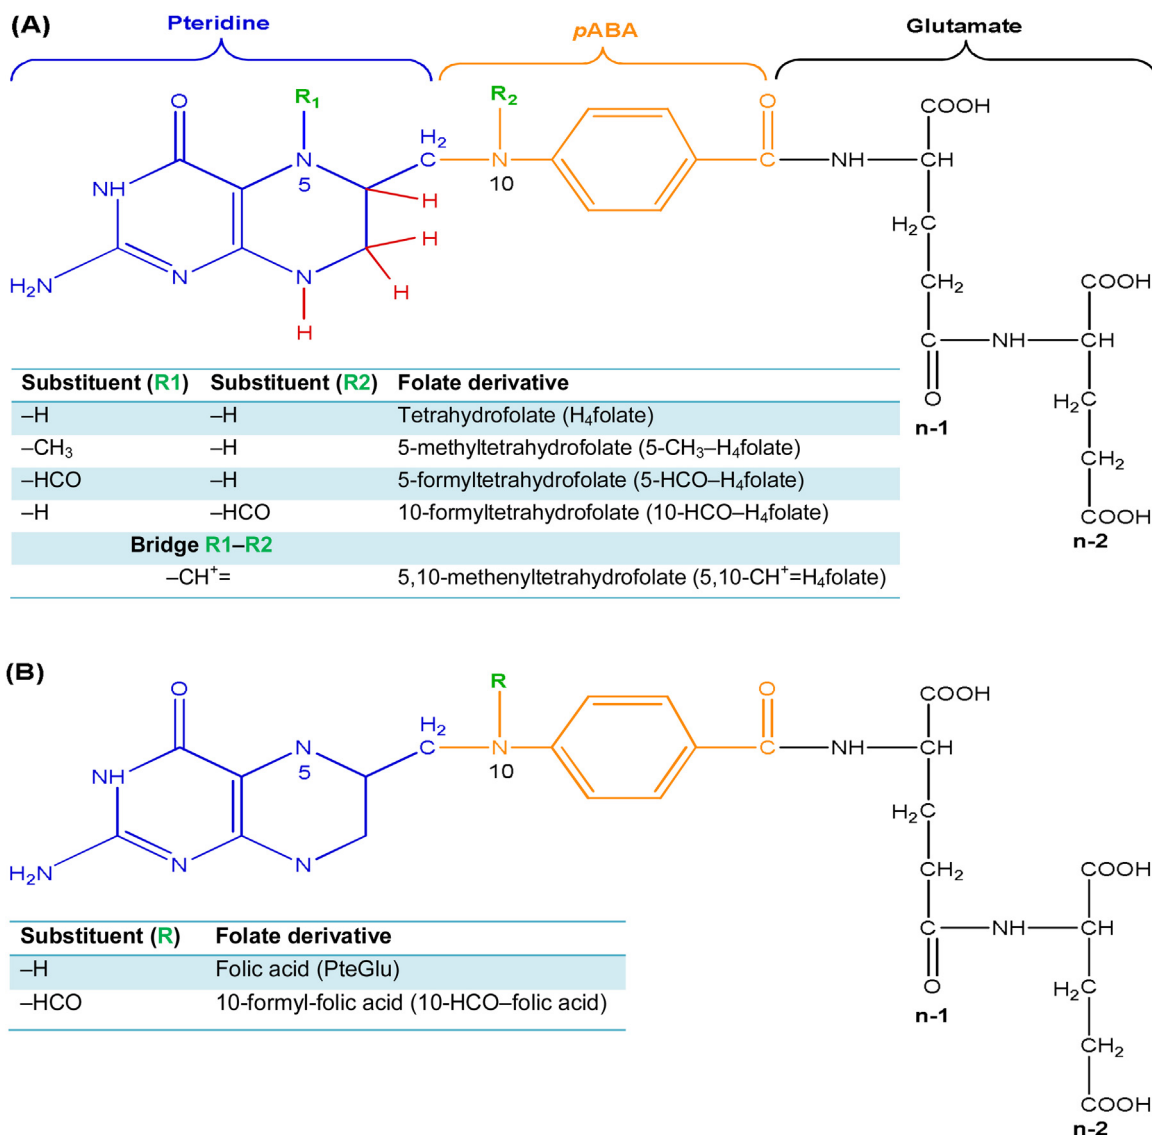 (A)
Pteridine
pABA
Glutamate
O
R₁
R₂
O
COOH
H₂
NH
N
5
C
N
10
C
NH
CH
H
H₂C
H
H₂N
N
N
H
CH₂
COOH
H
C
NH
CH
O
n-1
H₂C
CH₂
COOH
n-2
Substituent (R1) Substituent (R2) Folate derivative
–H –H Tetrahydrofolate (H₄folate)
–CH₃ –H 5-methyltetrahydrofolate (5-CH₃–H₄folate)
–HCO –H 5-formyltetrahydrofolate (5-HCO–H₄folate)
–H –HCO 10-formyltetrahydrofolate (10-HCO–H₄folate)
Bridge R1–R2
–CH⁺= 5,10-methenyltetrahydrofolate (5,10-CH⁺=H₄folate)
(B)
O
R
O
COOH
H₂
N
5
C
N
10
C
NH
CH
NH
H₂C
H₂N
N
N
CH₂
COOH
C
NH
CH
O
n-1
H₂C
CH₂
COOH
n-2
Substituent (R) Folate derivative
–H Folic acid (PteGlu)
–HCO 10-formyl-folic acid (10-HCO–folic acid)